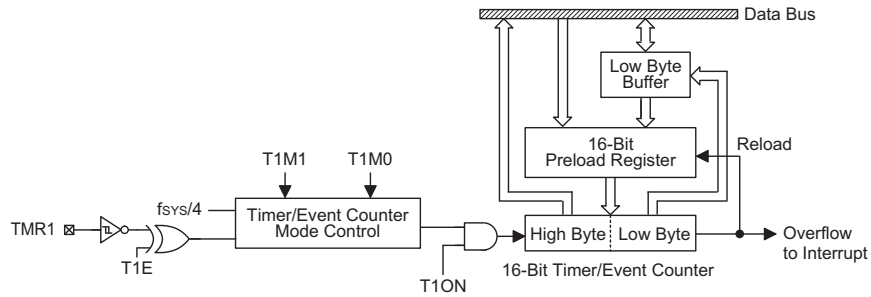 Data Bus
Low Byte
Buffer
16-Bit
Preload Register
Reload
T1M1
T1M0
fSYS/4
Timer/Event Counter
Mode Control
TMR1
T1E
T1ON
High Byte
Low Byte
16-Bit Timer/Event Counter
Overflow
to Interrupt